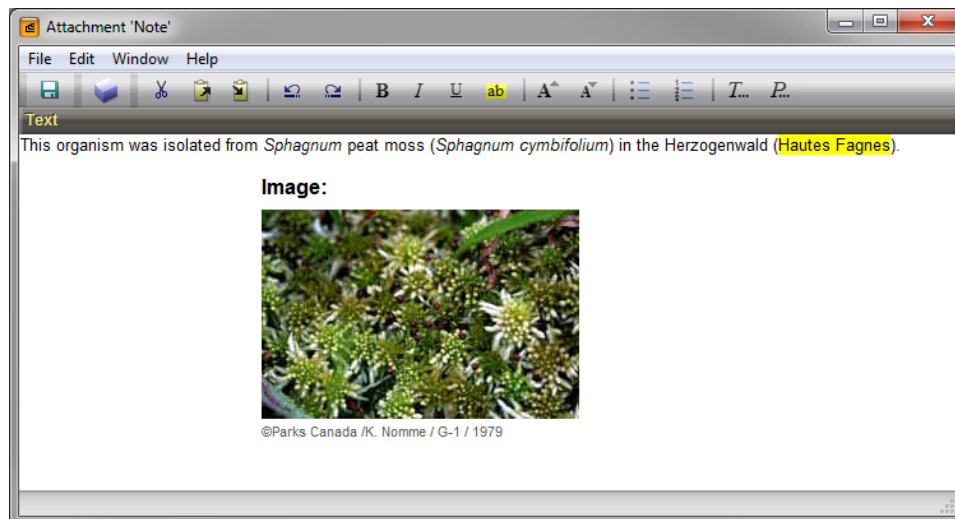 Attachment 'Note'
File Edit Window Help
B I U ab A A T... P...
Text
This organism was isolated from Sphagnum peat moss (Sphagnum cymbifolium) in the Herzogenwald (Hautes Fagnes).
Image:
©Parks Canada /K. Nomme / G-1 / 1979